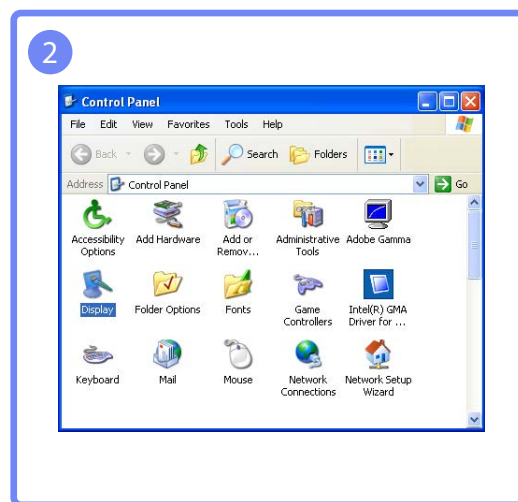 2
Control Panel
File Edit View Favorites Tools Help
Back Search Folders
Address Control Panel Go
Accessibility Options Add Hardware Add or Remov... Administrative Tools Adobe Gamma
Display Folder Options Fonts Game Controllers Intel(R) GMA Driver for ...
Keyboard Mail Mouse Network Connections Network Setup Wizard